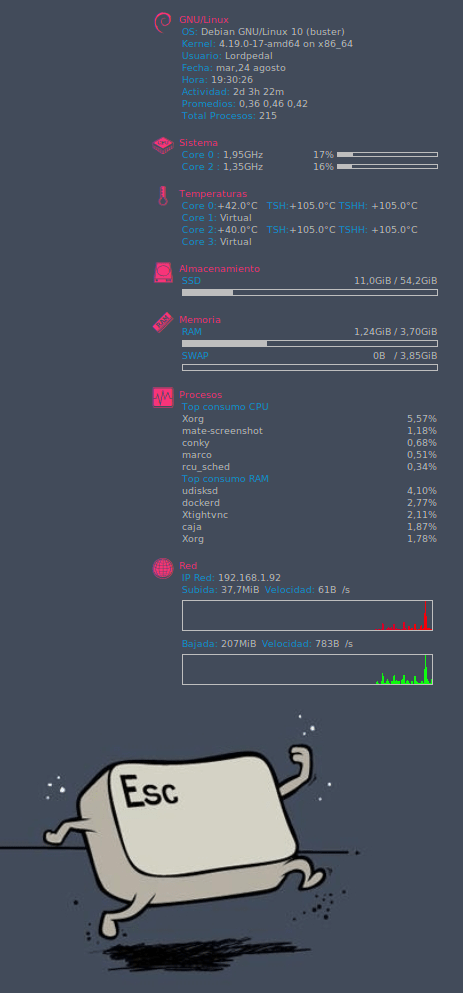 GNU/Linux
OS: Debian GNU/Linux 10 (buster)
Kernel: 4.19.0-17-amd64 on x86_64
Usuario: Lordpedal
Fecha: mar,24 agosto
Hora: 19:30:26
Actividad: 2d 3h 22m
Promedios: 0,36 0,46 0,42
Total Procesos: 215
Sistema
Core 0 : 1,95GHz 17%
Core 2 : 1,35GHz 16%
Temperaturas
Core 0:+42.0°C TSH:+105.0°C TSHH: +105.0°C
Core 1: Virtual
Core 2:+40.0°C TSH:+105.0°C TSHH: +105.0°C
Core 3: Virtual
Almacenamiento
SSD 11,0GiB / 54,2GiB
Memoria
RAM 1,24GiB / 3,70GiB
SWAP 0B / 3,85GiB
Procesos
Top consumo CPU
Xorg 5,57%
mate-screenshot 1,18%
conky 0,68%
marco 0,51%
rcu_sched 0,34%
Top consumo RAM
udisksd 4,10%
dockerd 2,77%
Xtightvnc 2,11%
caja 1,87%
Xorg 1,78%
Red
IP Red: 192.168.1.92
Subida: 37,7MiB Velocidad: 61B /s
Bajada: 207MiB Velocidad: 783B /s
Esc